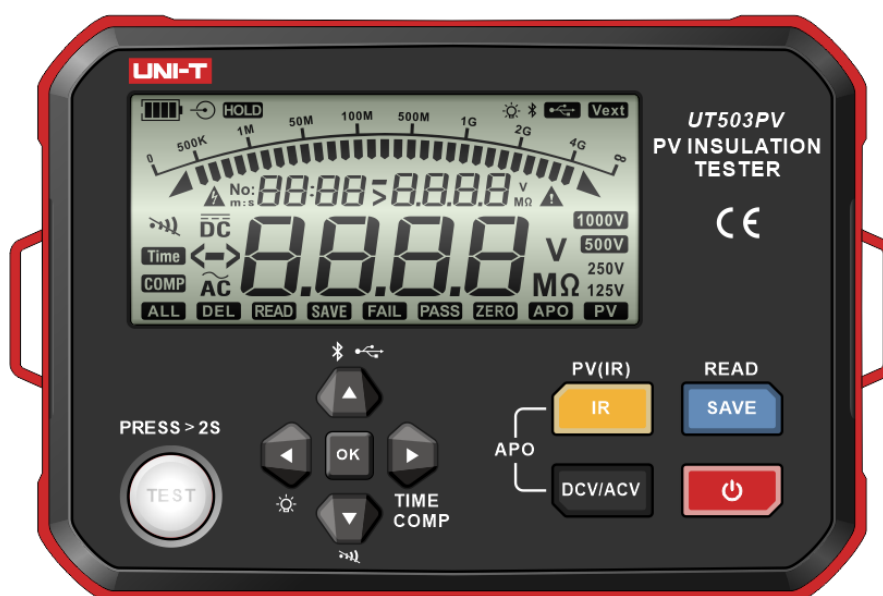 UNI-T
HOLD
Vext
0 500K 1M 50M 100M 500M 1G 2G 4G ∞
No: 88:88 > 8.8.8.8 V
m:s MΩ
DC
1000V
500V
Time
V
250V
COMP
AC
8.8.8.8
MΩ
125V
ALL DEL READ SAVE FAIL PASS ZERO APO PV
UT503PV
PV INSULATION
TESTER
CE
PRESS > 2S
TEST
OK
TIME
COMP
PV(IR)
IR
READ
SAVE
APO
DCV/ACV